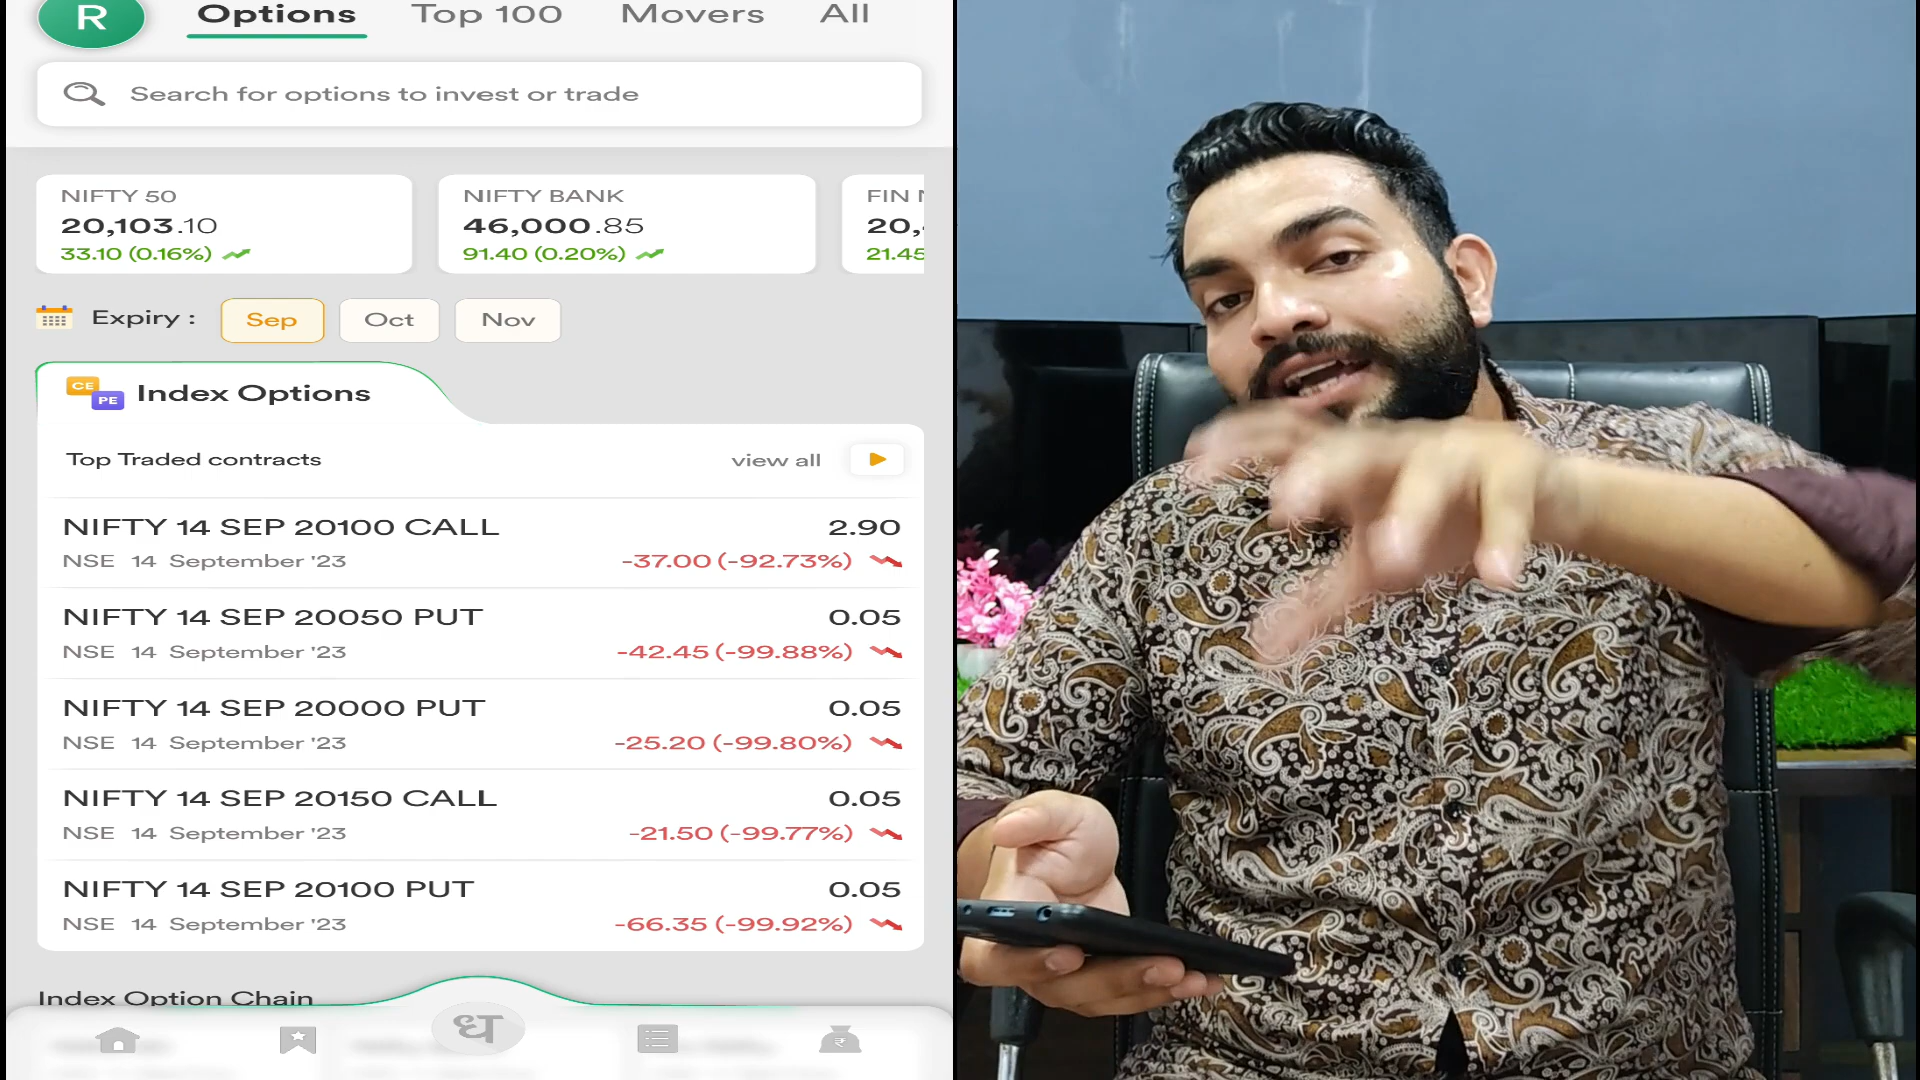 R
Options Top 100 Movers All
Search for options to invest or trade
NIFTY 50
20,103.10
33.10 (0.16%)
NIFTY BANK
46,000.85
91.40 (0.20%)
FIN
20,
21.45
Expiry : Sep Oct Nov
CE
PE
Index Options
Top Traded contracts view all
NIFTY 14 SEP 20100 CALL 2.90
NSE 14 September '23 -37.00 (-92.73%)
NIFTY 14 SEP 20050 PUT 0.05
NSE 14 September '23 -42.45 (-99.88%)
NIFTY 14 SEP 20000 PUT 0.05
NSE 14 September '23 -25.20 (-99.80%)
NIFTY 14 SEP 20150 CALL 0.05
NSE 14 September '23 -21.50 (-99.77%)
NIFTY 14 SEP 20100 PUT 0.05
NSE 14 September '23 -66.35 (-99.92%)
Index Option Chain
ध
₹